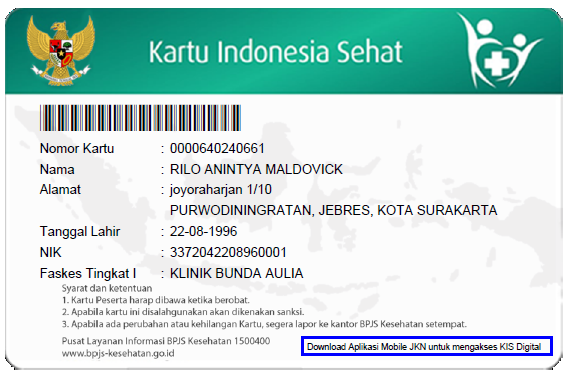 Kartu Indonesia Sehat
Nomor Kartu : 0000640240661
Nama : RILO ANINTYA MALDOVICK
Alamat : joyoraharjan 1/10
PURWODININGRATAN, JEBRES, KOTA SURAKARTA
Tanggal Lahir : 22-08-1996
NIK : 3372042208960001
Faskes Tingkat I : KLINIK BUNDA AULIA
Syarat dan ketentuan
1. Kartu Peserta harap dibawa ketika berobat.
2. Apabila kartu ini disalahgunakan akan dikenakan sanksi.
3. Apabila ada perubahan atau kehilangan Kartu, segera lapor ke kantor BPJS Kesehatan setempat.
Pusat Layanan Informasi BPJS Kesehatan 1500400
www.bpjs-kesehatan.go.id
Download Aplikasi Mobile JKN untuk mengakses KIS Digital